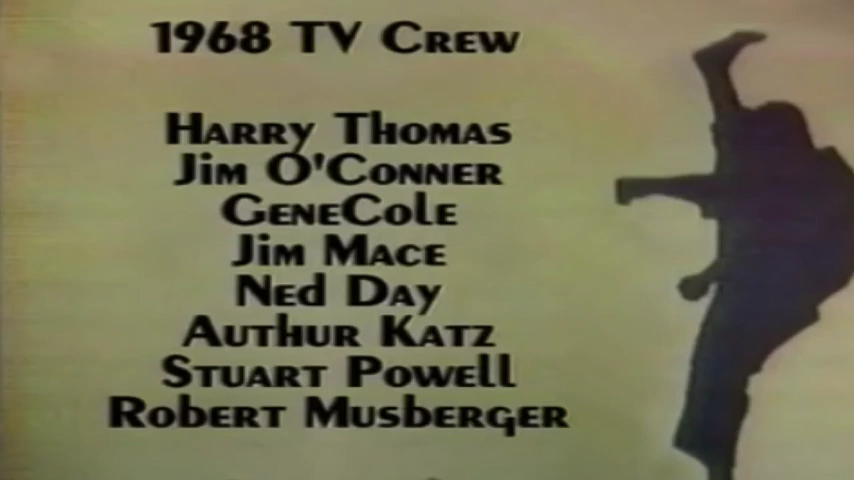 1968 TV Crew
Harry Thomas
Jim O'Conner
GeneCole
Jim Mace
Ned Day
Authur Katz
Stuart Powell
Robert Musberger